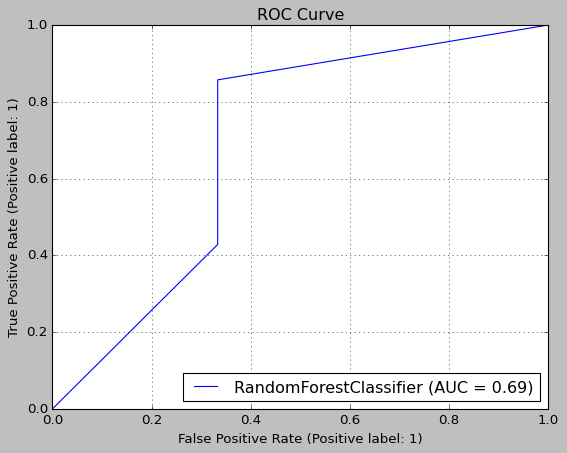 ROC Curve
1.0
0.8
0.6
0.4
0.2
0.0
True Positive Rate (Positive label: 1)
RandomForestClassifier (AUC = 0.69)
0.0 0.2 0.4 0.6 0.8 1.0
False Positive Rate (Positive label: 1)